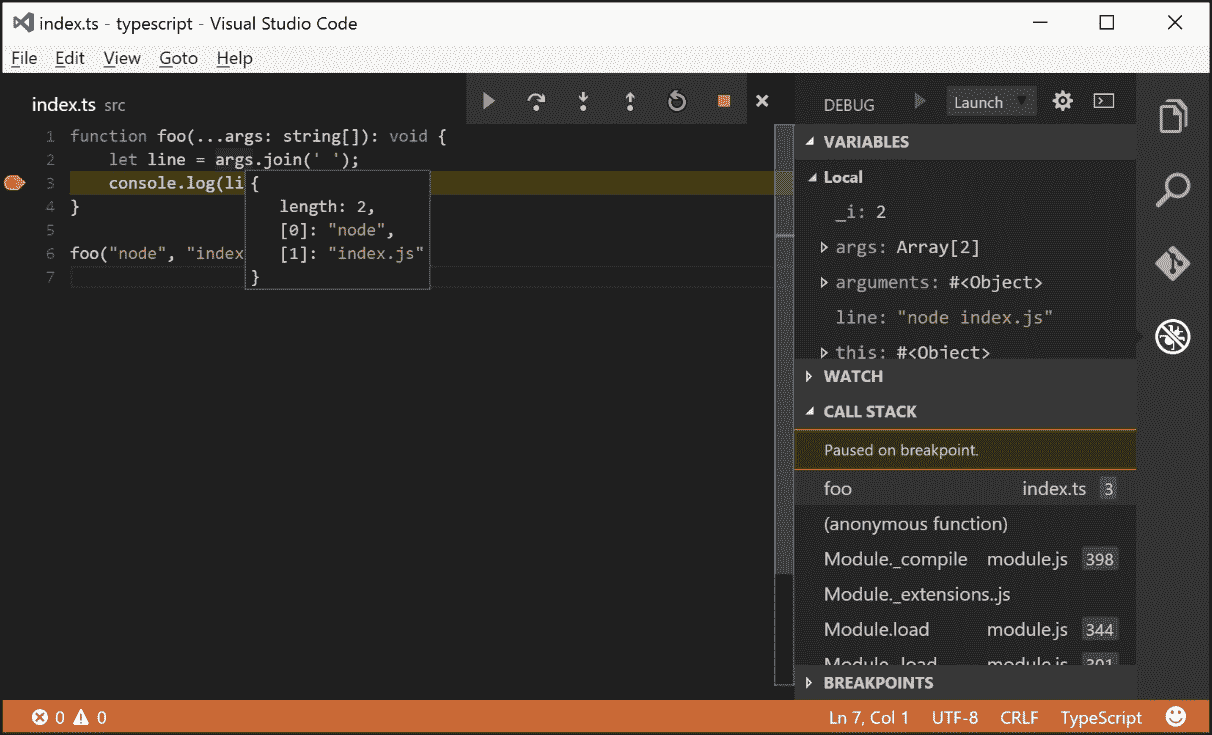 index.ts - typescript - Visual Studio Code
File Edit View Goto Help
index.ts src
1 function foo(...args: string[]): void {
2 let line = args.join(' ');
3 console.log(li
4 }
5
6 foo("node", "index
7
{
length: 2,
[0]: "node",
[1]: "index.js"
}
DEBUG Launch
VARIABLES
Local
_i: 2
args: Array[2]
arguments: #<Object>
line: "node index.js"
this: #<Object>
WATCH
CALL STACK
Paused on breakpoint.
foo index.ts 3
(anonymous function)
Module._compile module.js 398
Module._extensions..js
Module.load module.js 344
Module._load module.js 301
BREAKPOINTS
0 0 Ln 7, Col 1 UTF-8 CRLF TypeScript